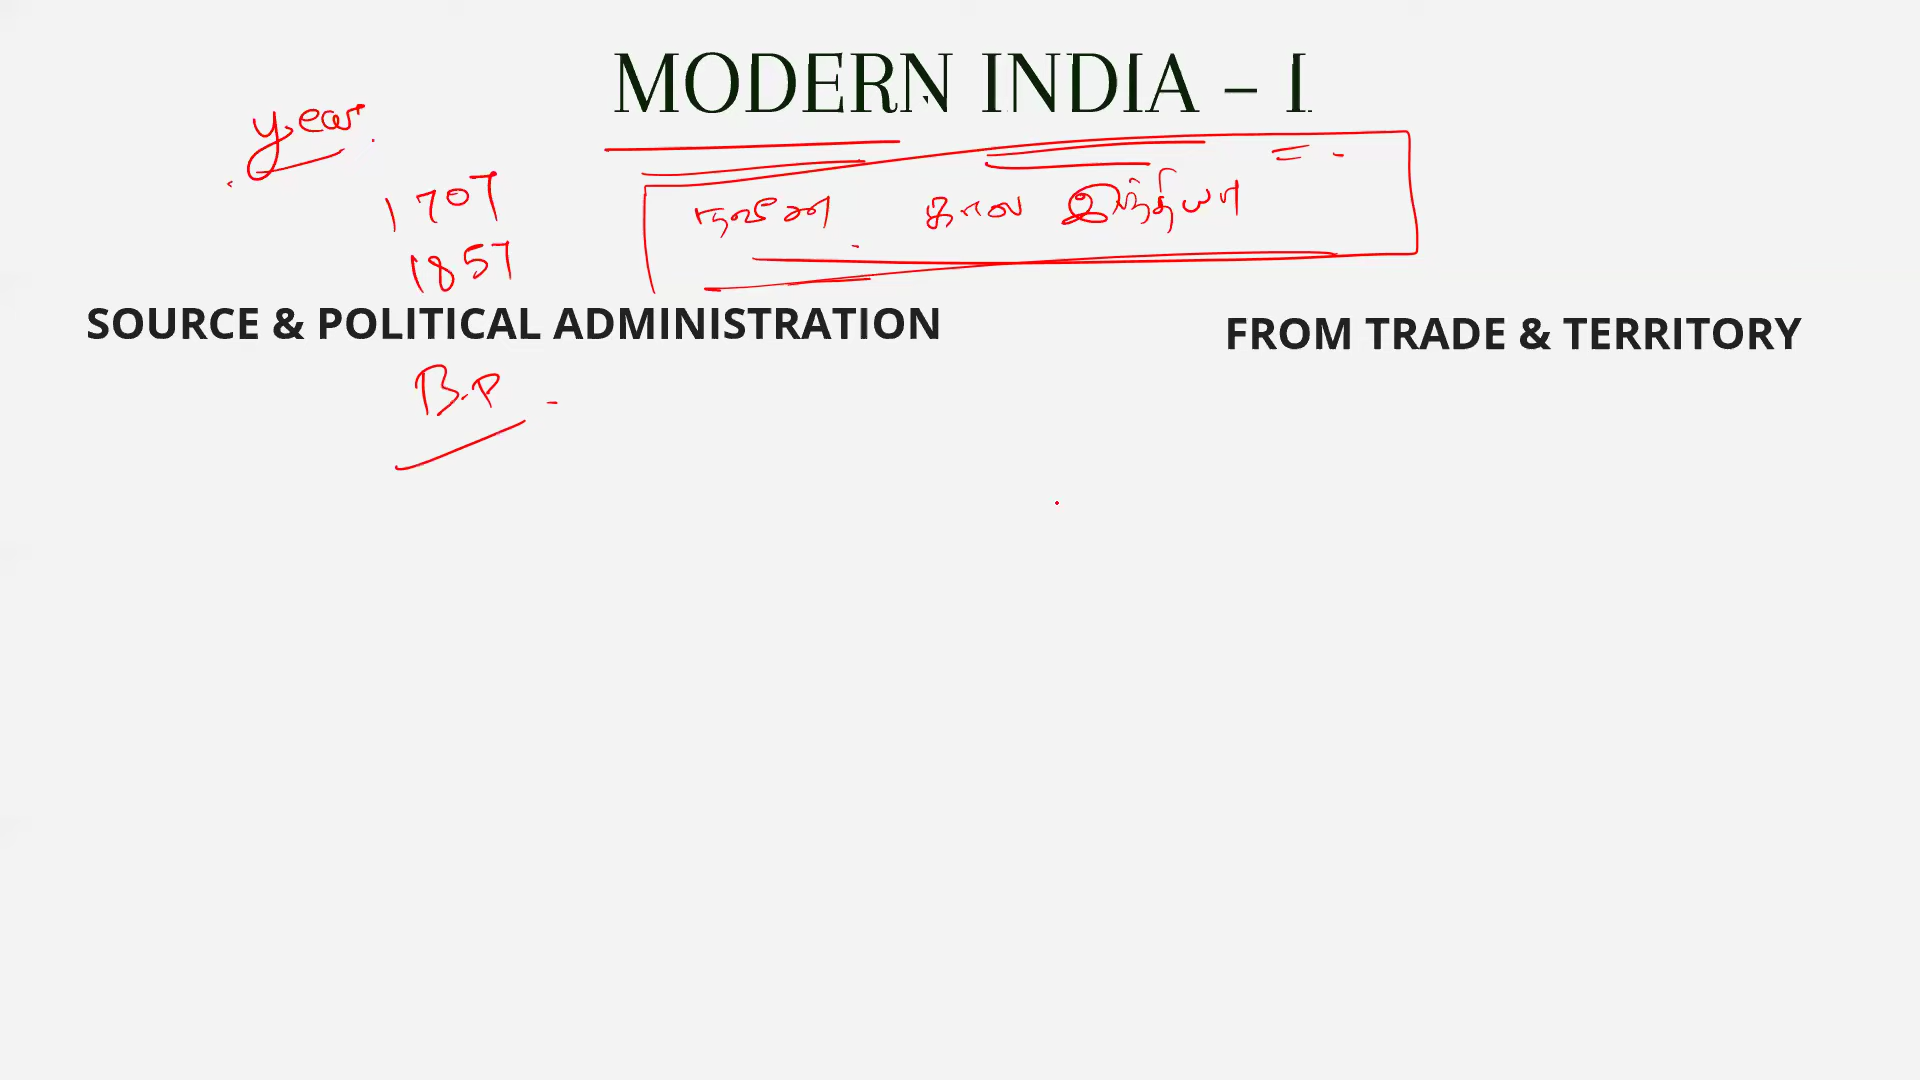 MODERN INDIA – I
year
1707
நவீன கால இந்தியா
1857
SOURCE & POLITICAL ADMINISTRATION
FROM TRADE & TERRITORY
B.P